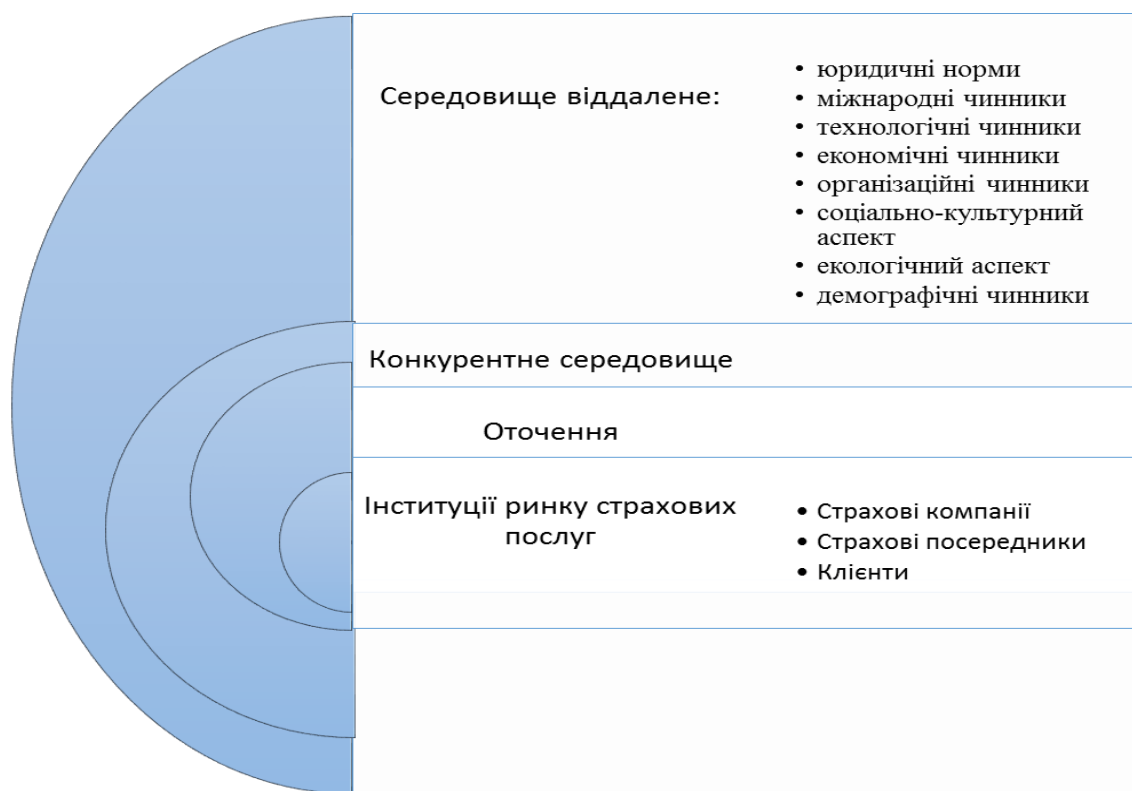 Середовище віддалене:
• юридичні норми
• міжнародні чинники
• технологічні чинники
• економічні чинники
• організаційні чинники
• соціально-культурний
аспект
• екологічний аспект
• демографічні чинники
Конкурентне середовище
Оточення
Інституції ринку страхових
послуг
• Страхові компанії
• Страхові посередники
• Клієнти